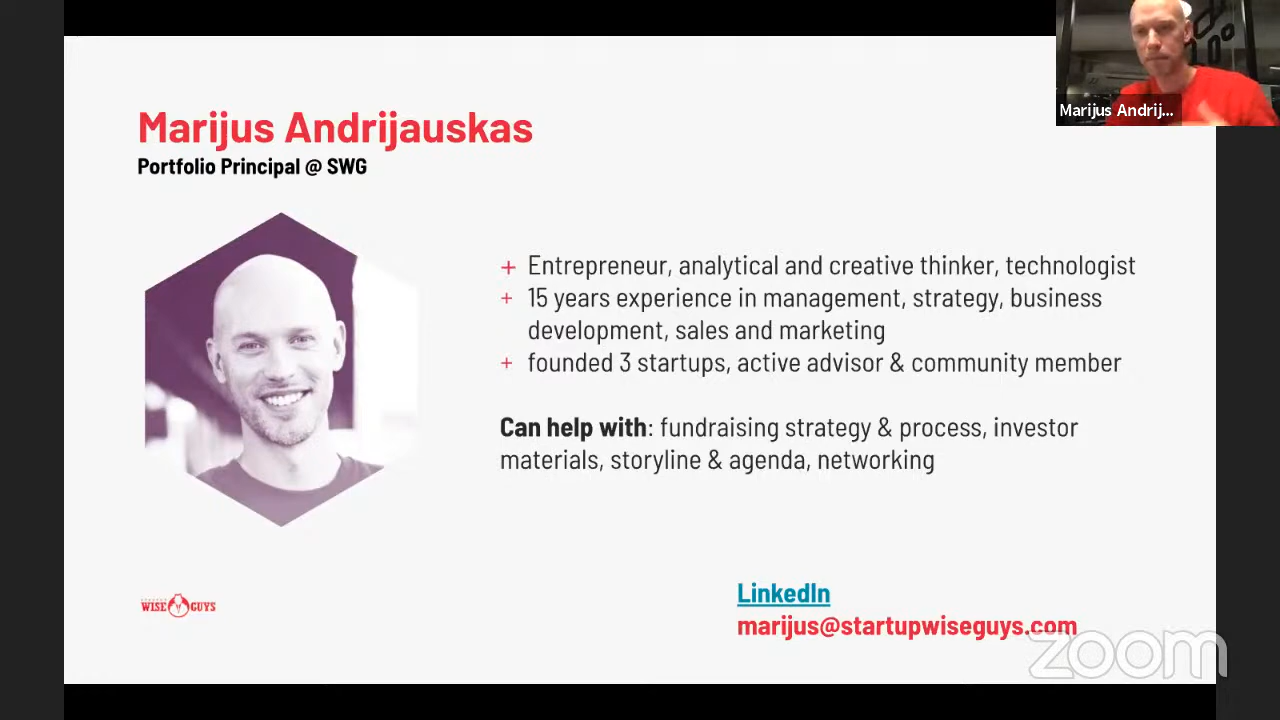 Marijus Andrij...
Marijus Andrijauskas
Portfolio Principal @ SWG
+ Entrepreneur, analytical and creative thinker, technologist
+ 15 years experience in management, strategy, business
development, sales and marketing
+ founded 3 startups, active advisor & community member
Can help with: fundraising strategy & process, investor
materials, storyline & agenda, networking
WISE GUYS
LinkedIn
marijus@startupwiseguys.com
zoom